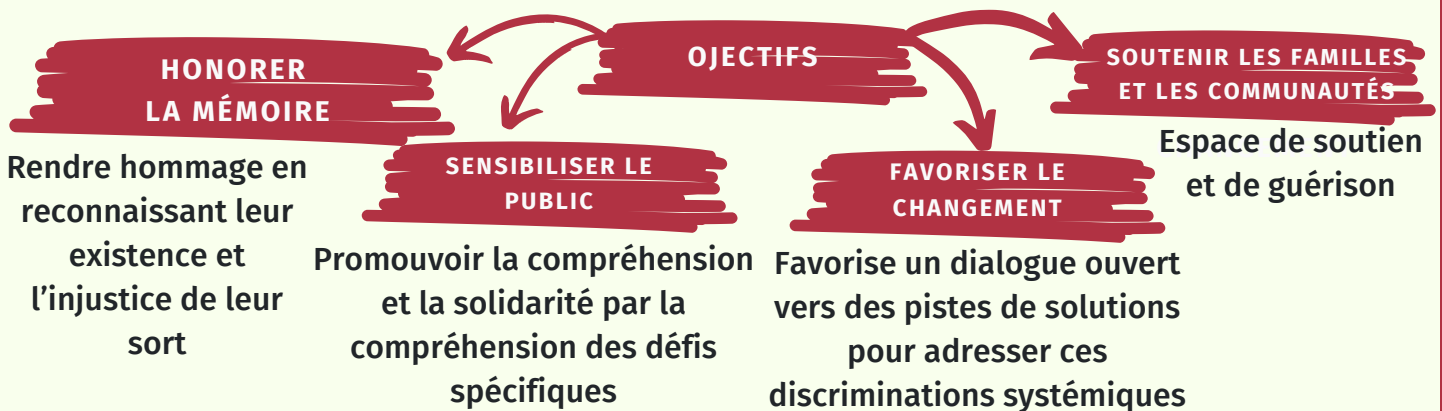 OJECTIFS
HONORER
LA MÉMOIRE
Rendre hommage en
reconnaissant leur
existence et
l'injustice de leur
sort
SENSIBILISER LE
PUBLIC
Promouvoir la compréhension
et la solidarité par la
compréhension des défis
spécifiques
FAVORISER LE
CHANGEMENT
Favorise un dialogue ouvert
vers des pistes de solutions
pour adresser ces
discriminations systémiques
SOUTENIR LES FAMILLES
ET LES COMMUNAUTÉS
Espace de soutien
et de guérison